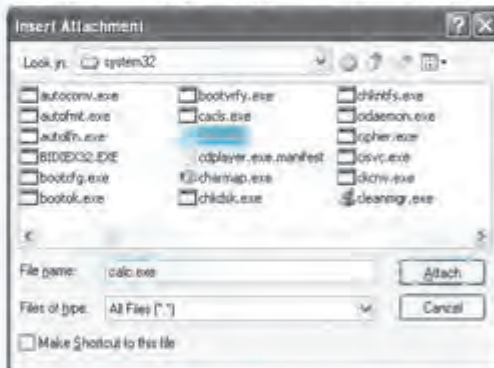 Insert Attachment
Look in: system32
autoconv.exe
autofmt.exe
autolfn.exe
BIDIEX32.EXE
bootcfg.exe
bootok.exe
bootvrfy.exe
cacls.exe
cdplayer.exe.manifest
charmap.exe
chkdsk.exe
chkntfs.exe
cidaemon.exe
cipher.exe
cisvc.exe
ckcnv.exe
cleanmgr.exe
File name: calc.exe
Attach
Files of type: All Files (*.*)
Cancel
Make Shortcut to this file